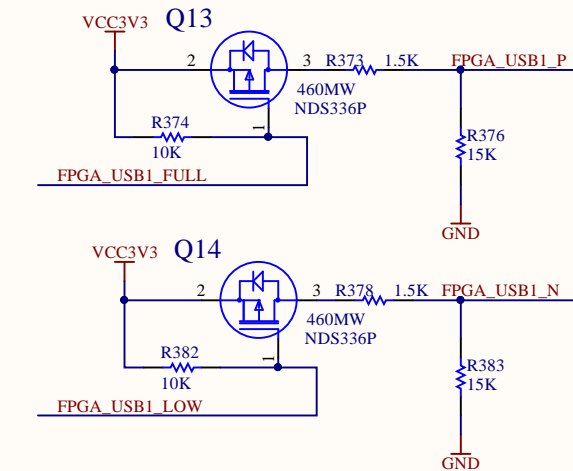 Q13
VCC3V3
2
3
R373
1.5K
FPGA_USB1_P
460MW
NDS336P
R374
10K
1
R376
15K
FPGA_USB1_FULL
GND
Q14
VCC3V3
2
3
R378
1.5K
FPGA_USB1_N
460MW
NDS336P
R382
10K
1
R383
15K
FPGA_USB1_LOW
GND